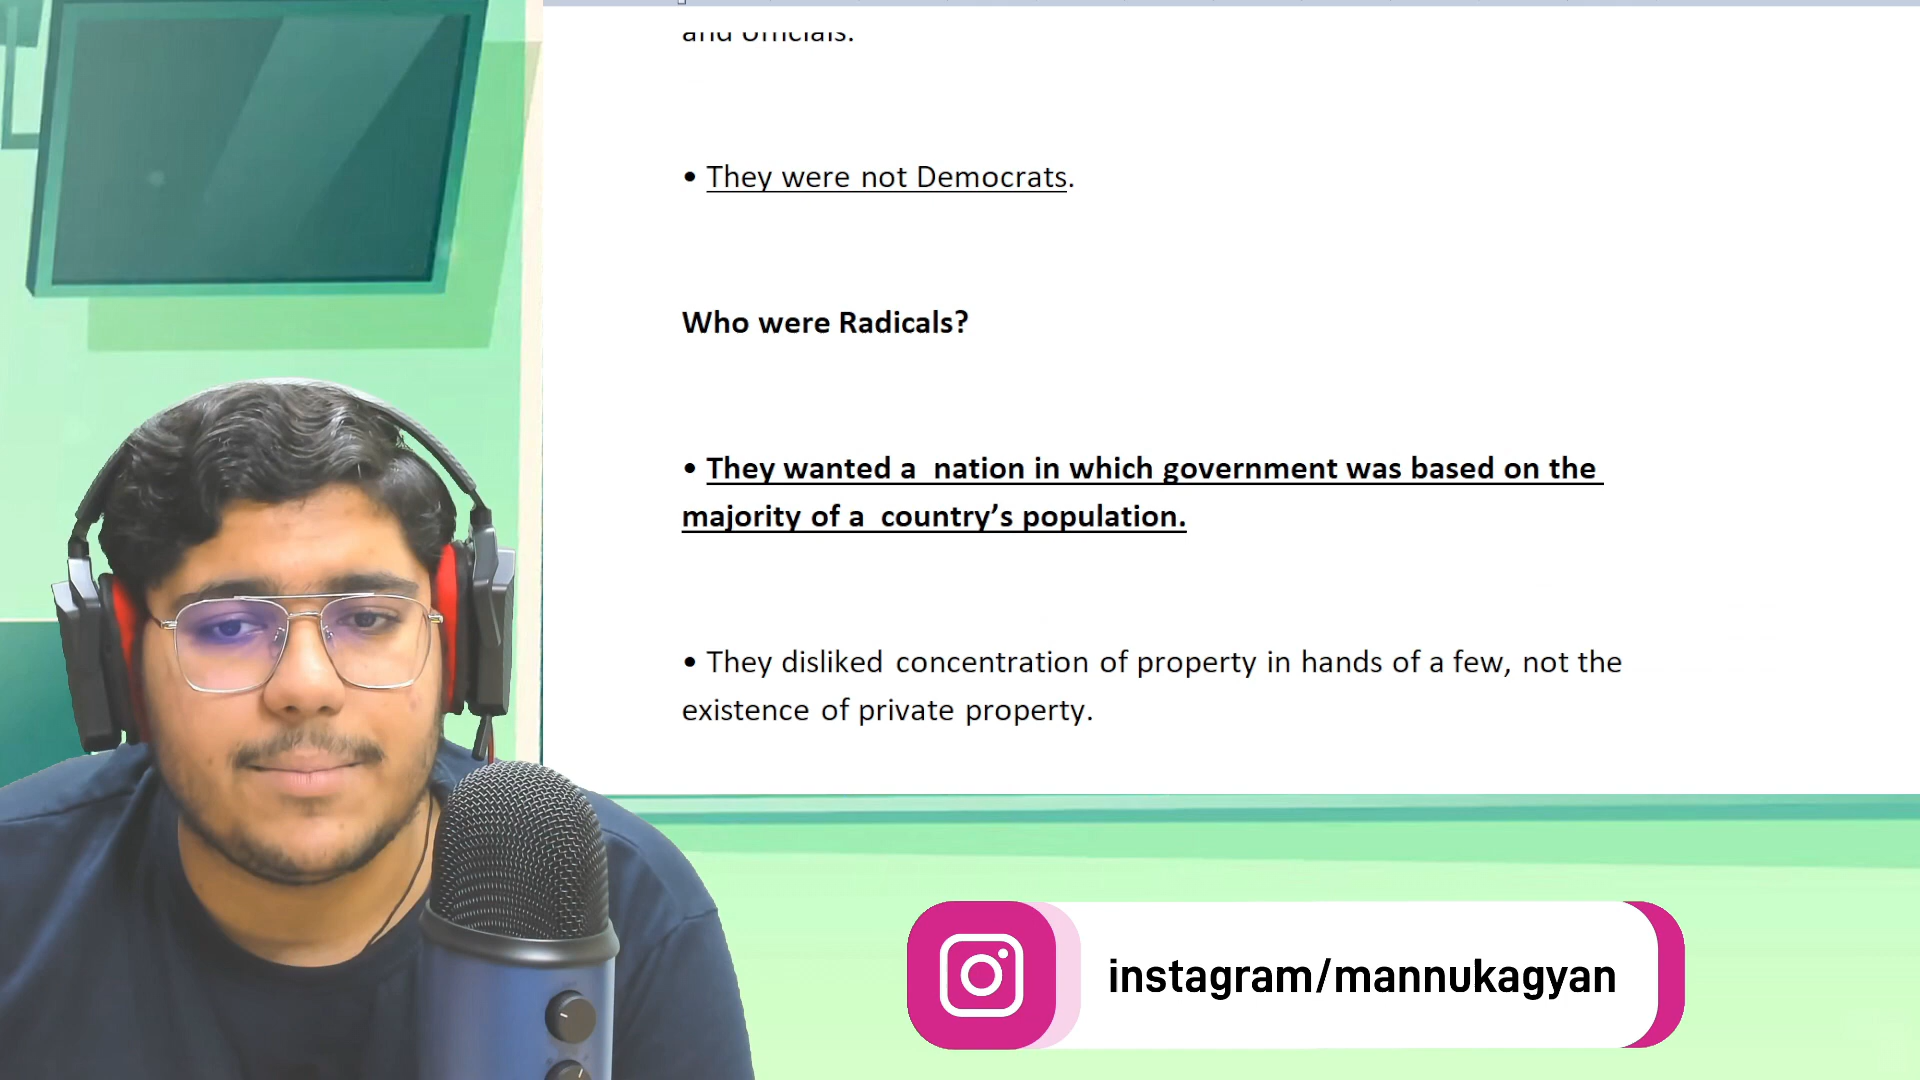 and officials.
• They were not Democrats.
Who were Radicals?
• They wanted a nation in which government was based on the
majority of a country’s population.
• They disliked concentration of property in hands of a few, not the
existence of private property.
instagram/mannukagyan